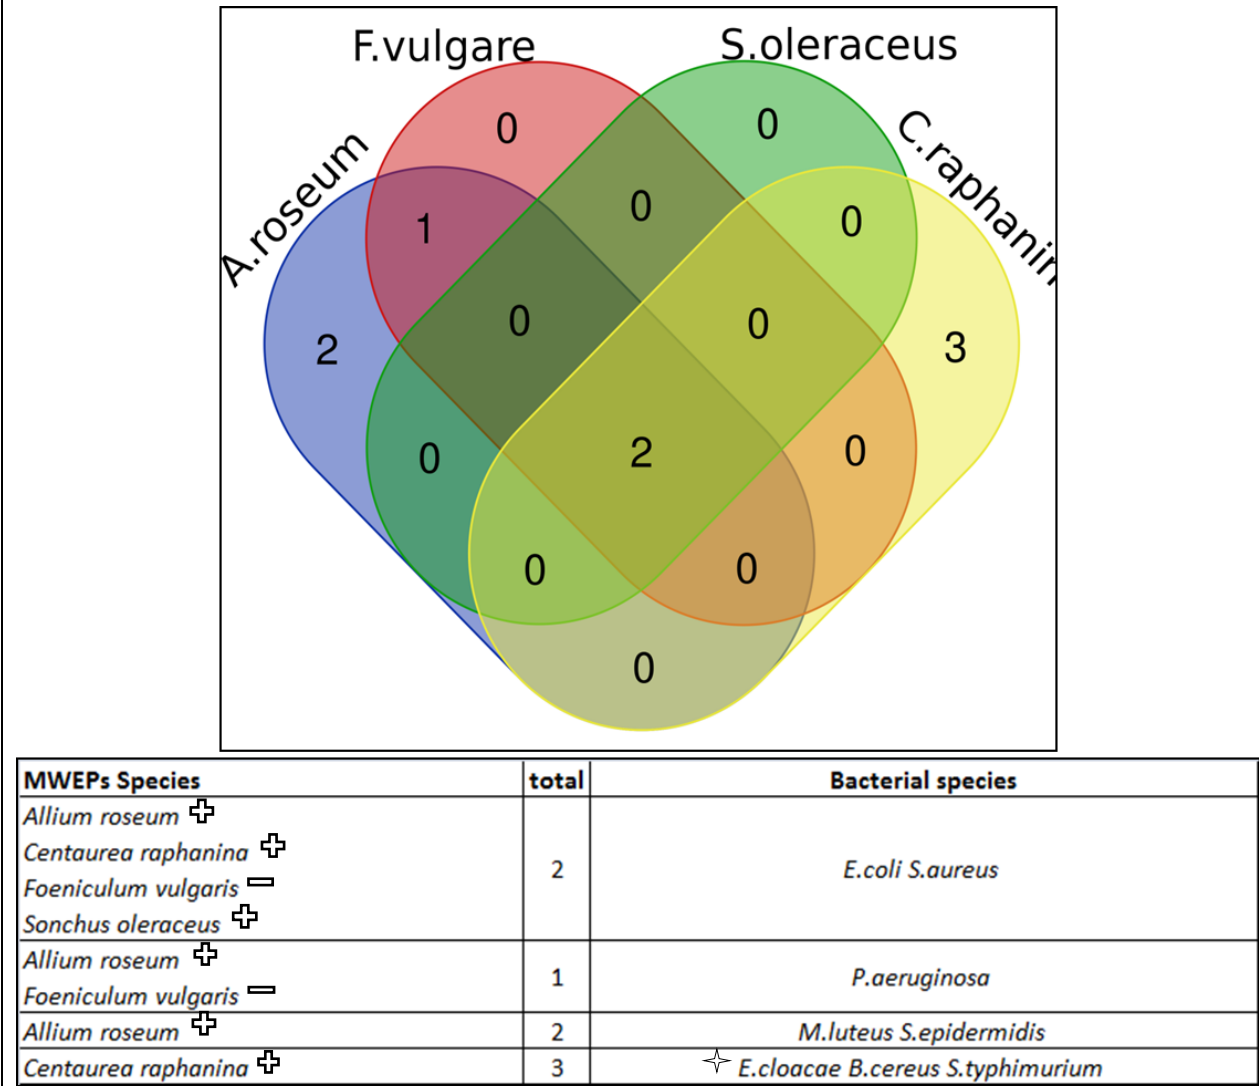 F.vulgare
S.oleraceus
A.roseum
C.raphanin
0
0
1
0
0
2
0
0
3
0
2
0
0
0
0
MWEPs Species total Bacterial species
Allium roseum
Centaurea raphanina
Foeniculum vulgaris
Sonchus oleraceus
2
E.coli S.aureus
Allium roseum
Foeniculum vulgaris
1
P.aeruginosa
Allium roseum 2 M.luteus S.epidermidis
Centaurea raphanina 3 E.cloacae B.cereus S.typhimurium